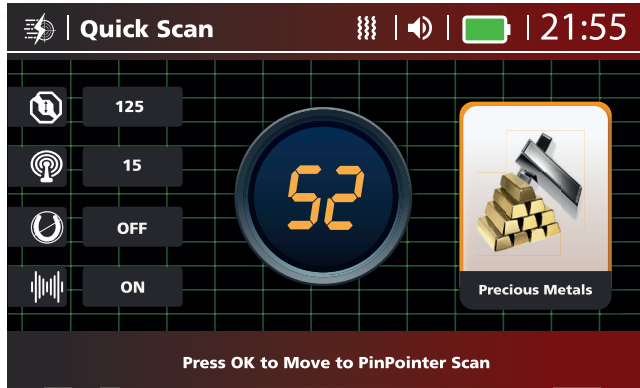 Quick Scan
21:55
125
15
OFF
ON
52
Precious Metals
Press OK to Move to PinPointer Scan